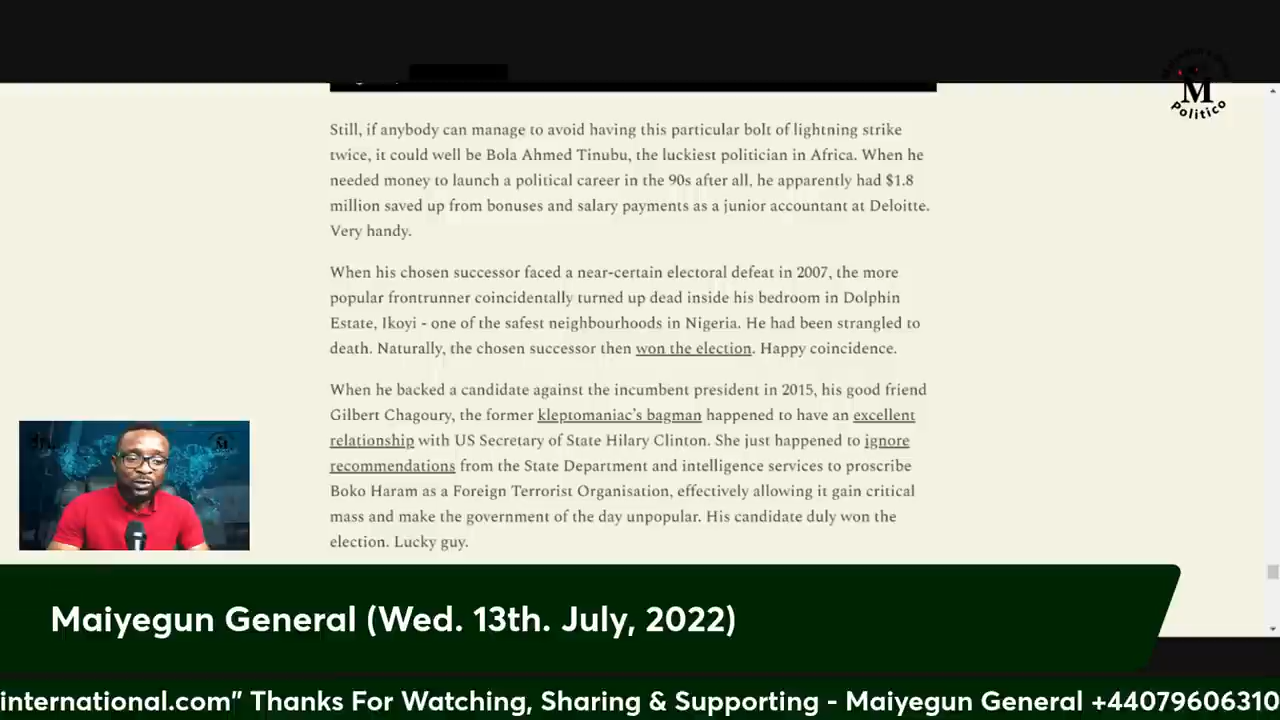 M
Politico
Still, if anybody can manage to avoid having this particular bolt of lightning strike
twice, it could well be Bola Ahmed Tinubu, the luckiest politician in Africa. When he
needed money to launch a political career in the 90s after all, he apparently had $1.8
million saved up from bonuses and salary payments as a junior accountant at Deloitte.
Very handy.
When his chosen successor faced a near-certain electoral defeat in 2007, the more
popular frontrunner coincidentally turned up dead inside his bedroom in Dolphin
Estate, Ikoyi - one of the safest neighbourhoods in Nigeria. He had been strangled to
death. Naturally, the chosen successor then won the election. Happy coincidence.
When he backed a candidate against the incumbent president in 2015, his good friend
Gilbert Chagoury, the former kleptomaniac's bagman happened to have an excellent
relationship with US Secretary of State Hilary Clinton. She just happened to ignore
recommendations from the State Department and intelligence services to proscribe
Boko Haram as a Foreign Terrorist Organisation, effectively allowing it gain critical
mass and make the government of the day unpopular. His candidate duly won the
election. Lucky guy.
Maiyegun General (Wed. 13th. July, 2022)
international.com” Thanks For Watching, Sharing & Supporting - Maiyegun General +44079606310